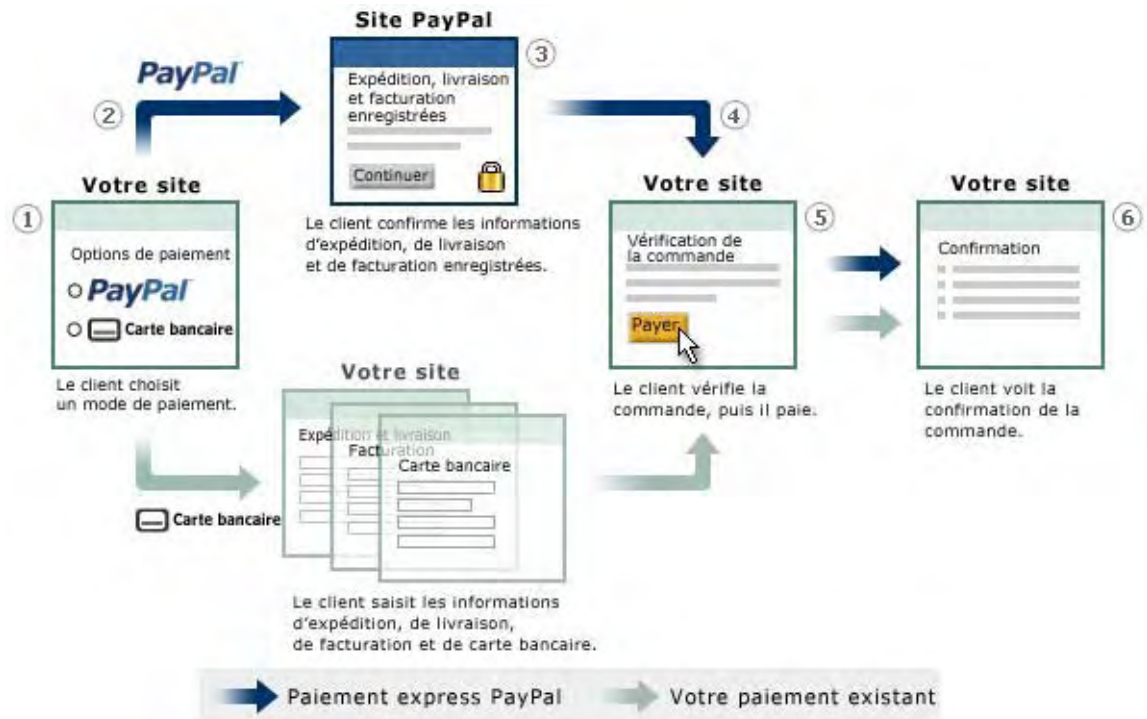 Site PayPal
③
PayPal
Expédition, livraison
et facturation
enregistrées
②
④
Continuer
Votre site
Votre site
Votre site
①
Le client confirme les informations
d'expédition, de livraison
et de facturation enregistrées.
⑤
⑥
Options de paiement
PayPal
Carte bancaire
Vérification de
la commande
Payer
Confirmation
Le client choisit
un mode de paiement.
Votre site
Le client vérifie la
commande, puis il paie.
Le client voit la
confirmation de la
commande.
Expédition et livraison
Facturation
Carte bancaire
Carte bancaire
Le client saisit les informations
d'expédition, de livraison,
de facturation et de carte bancaire.
Paiement express PayPal
Votre paiement existant